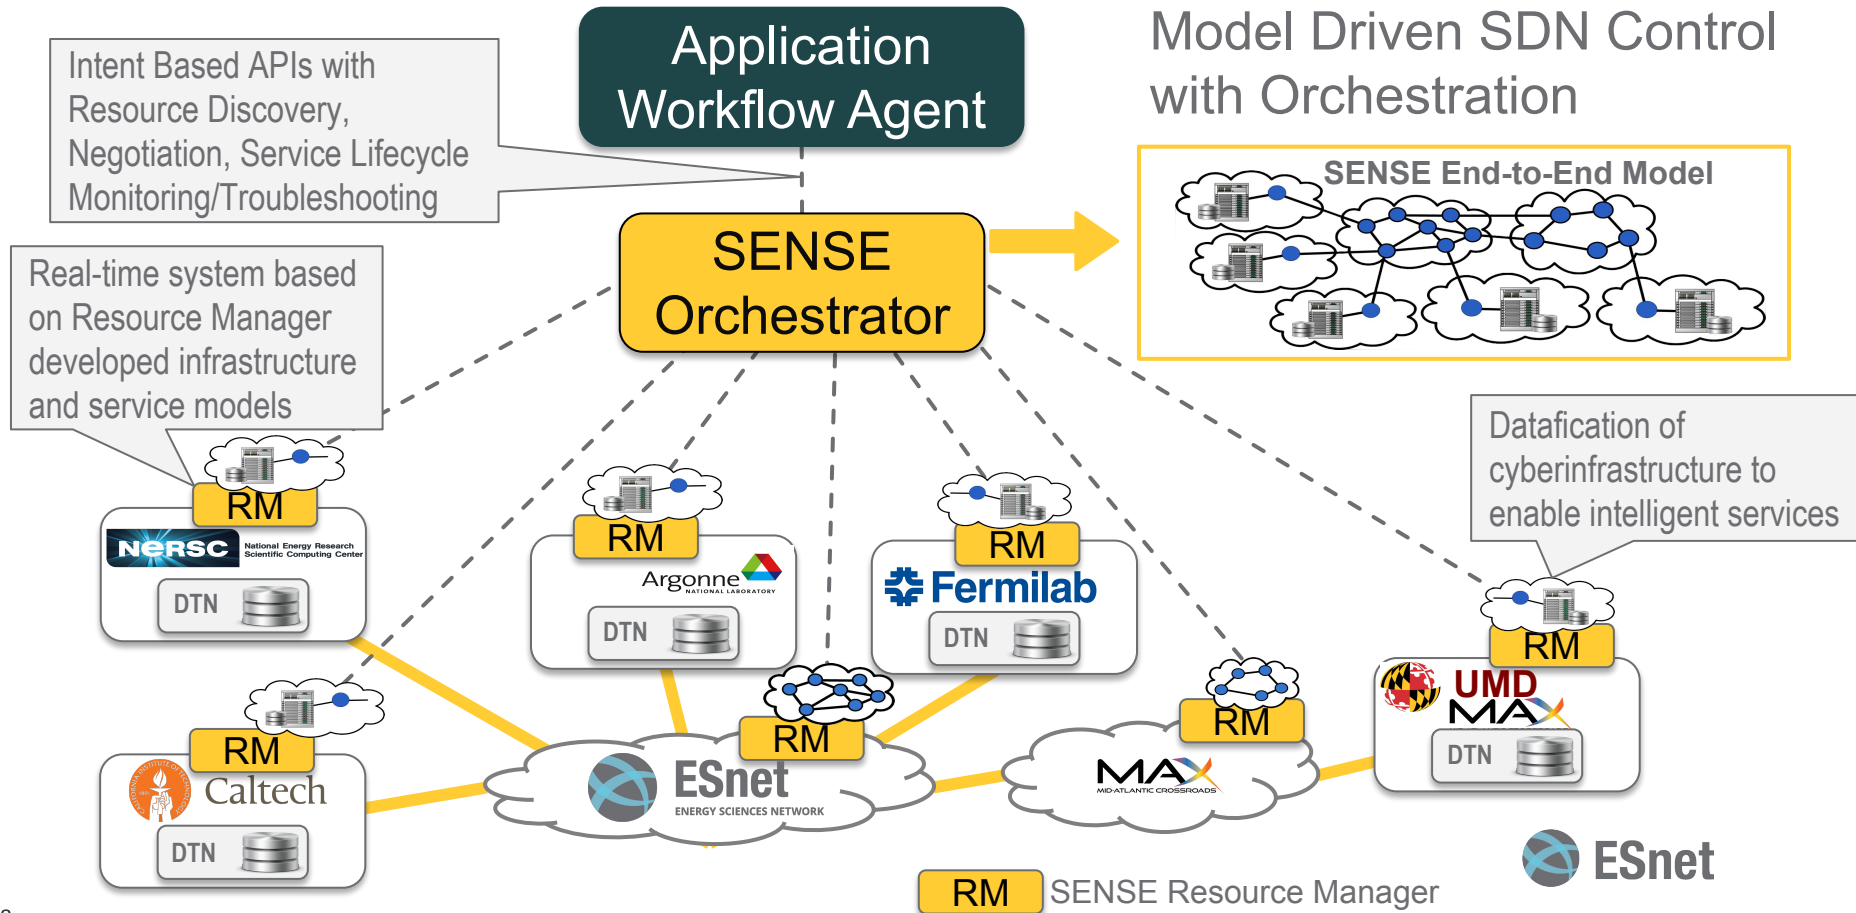 Application
Workflow Agent
Model Driven SDN Control
with Orchestration
Intent Based APIs with
Resource Discovery,
Negotiation, Service Lifecycle
Monitoring/Troubleshooting
SENSE End-to-End Model
SENSE
Orchestrator
Real-time system based
on Resource Manager
developed infrastructure
and service models
Datafication of
cyberinfrastructure to
enable intelligent services
RM
NERSC
National Energy Research
Scientific Computing Center
DTN
RM
Argonne
NATIONAL LABORATORY
DTN
RM
Fermilab
DTN
RM
UMD
MAX
DTN
RM
Caltech
DTN
RM
ESnet
ENERGY SCIENCES NETWORK
RM
MAX
MID-ATLANTIC CROSSROADS
RM
SENSE Resource Manager
ESnet